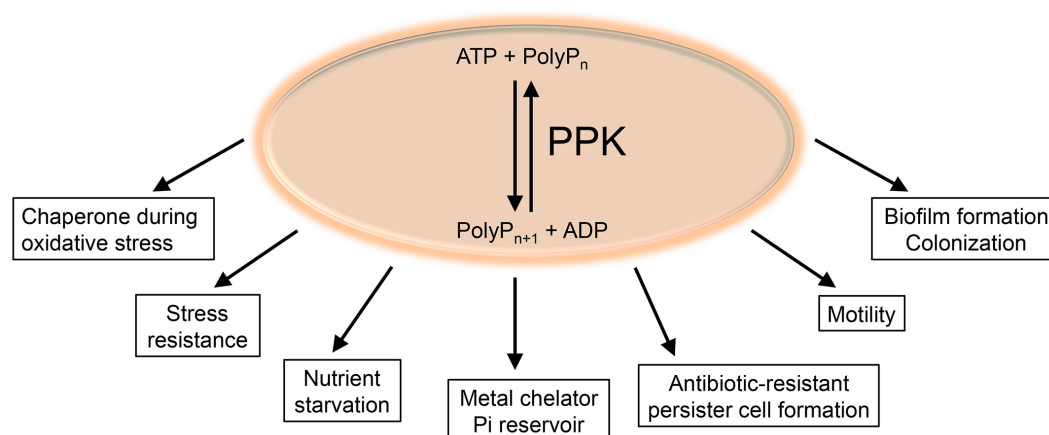 ATP + PolyPₙ
PPK
PolyPₙ₊₁ + ADP
Chaperone during
oxidative stress
Stress
resistance
Nutrient
starvation
Metal chelator
Pi reservoir
Antibiotic-resistant
persister cell formation
Motility
Biofilm formation
Colonization